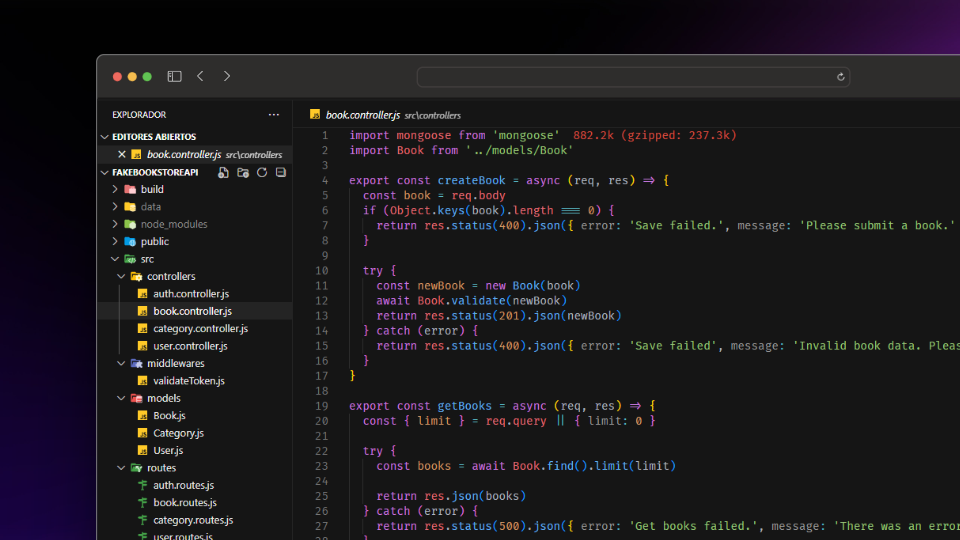 EXPLORADOR ...
EDITORES ABIERTOS
book.controller.js src\controllers
FAKEBOOKSTOREAPI
build
data
node_modules
public
src
controllers
auth.controller.js
book.controller.js
category.controller.js
user.controller.js
middlewares
validateToken.js
models
Book.js
Category.js
User.js
routes
auth.routes.js
book.routes.js
category.routes.js
user.routes.js
book.controller.js src\controllers
1 import mongoose from 'mongoose' 882.2k (gzipped: 237.3k)
2 import Book from '../models/Book'
3
4 export const createBook = async (req, res) => {
5 const book = req.body
6 if (Object.keys(book).length === 0) {
7 return res.status(400).json({ error: 'Save failed.', message: 'Please submit a book.'
8 }
9
10 try {
11 const newBook = new Book(book)
12 await Book.validate(newBook)
13 return res.status(201).json(newBook)
14 } catch (error) {
15 return res.status(400).json({ error: 'Save failed', message: 'Invalid book data. Pleas
16 }
17 }
18
19 export const getBooks = async (req, res) => {
20 const { limit } = req.query || { limit: 0 }
21
22 try {
23 const books = await Book.find().limit(limit)
24
25 return res.json(books)
26 } catch (error) {
27 return res.status(500).json({ error: 'Get books failed.', message: 'There was an error
28 }